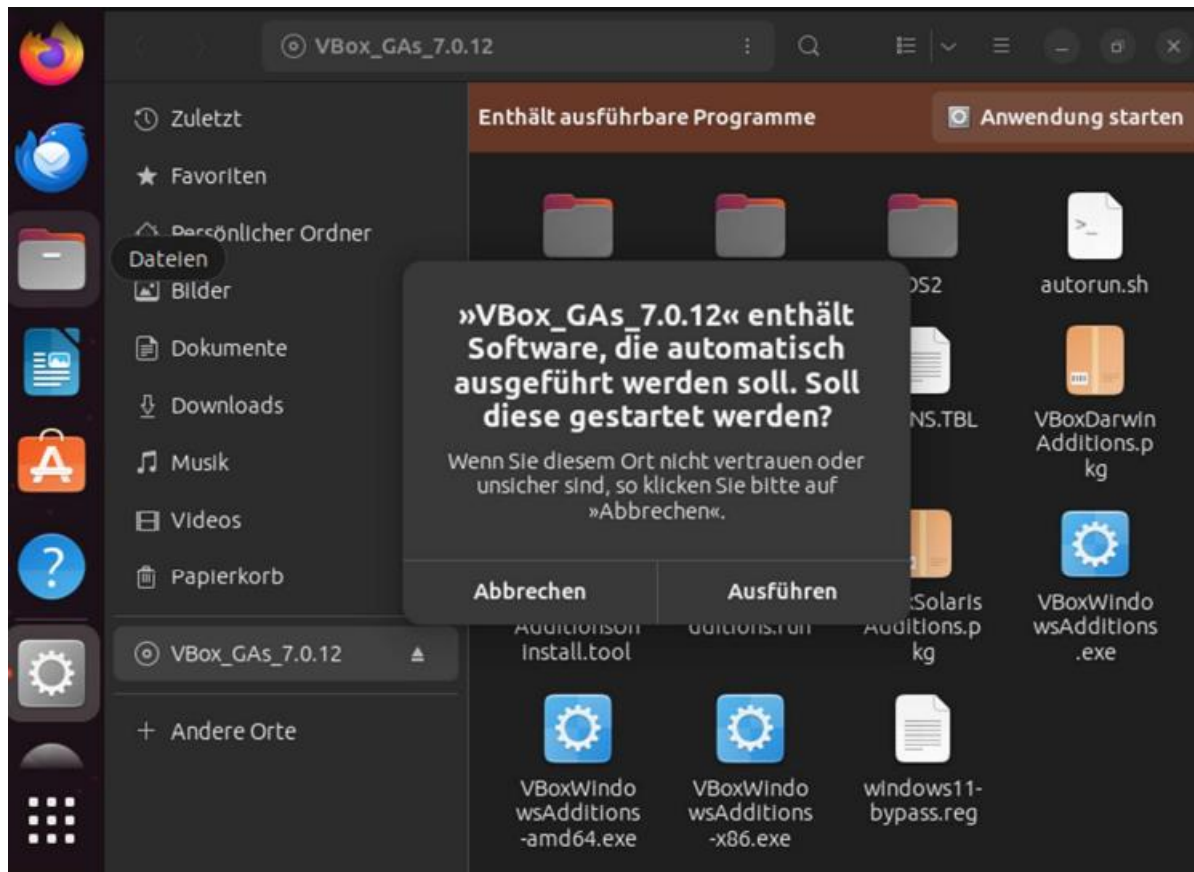 VBox_GAs_7.0.12
Zuletzt
Favoriten
Persönlicher Ordner
Dateien
Bilder
Dokumente
Downloads
Musik
Videos
Papierkorb
VBox_GAs_7.0.12
+ Andere Orte
Enthält ausführbare Programme
Anwendung starten
autorun.sh
»VBox_GAs_7.0.12« enthält
Software, die automatisch
ausgeführt werden soll. Soll
diese gestartet werden?
Wenn Sie diesem Ort nicht vertrauen oder
unsicher sind, so klicken Sie bitte auf
»Abbrechen«.
Abbrechen
Ausführen
NS.TBL
VBoxDarwin
Additions.p
kg
install.tool
Solaris
Additions.p
kg
VBoxWindo
wsAdditions
.exe
VBoxWindo
wsAdditions
-amd64.exe
VBoxWindo
wsAdditions
-x86.exe
windows11-
bypass.reg